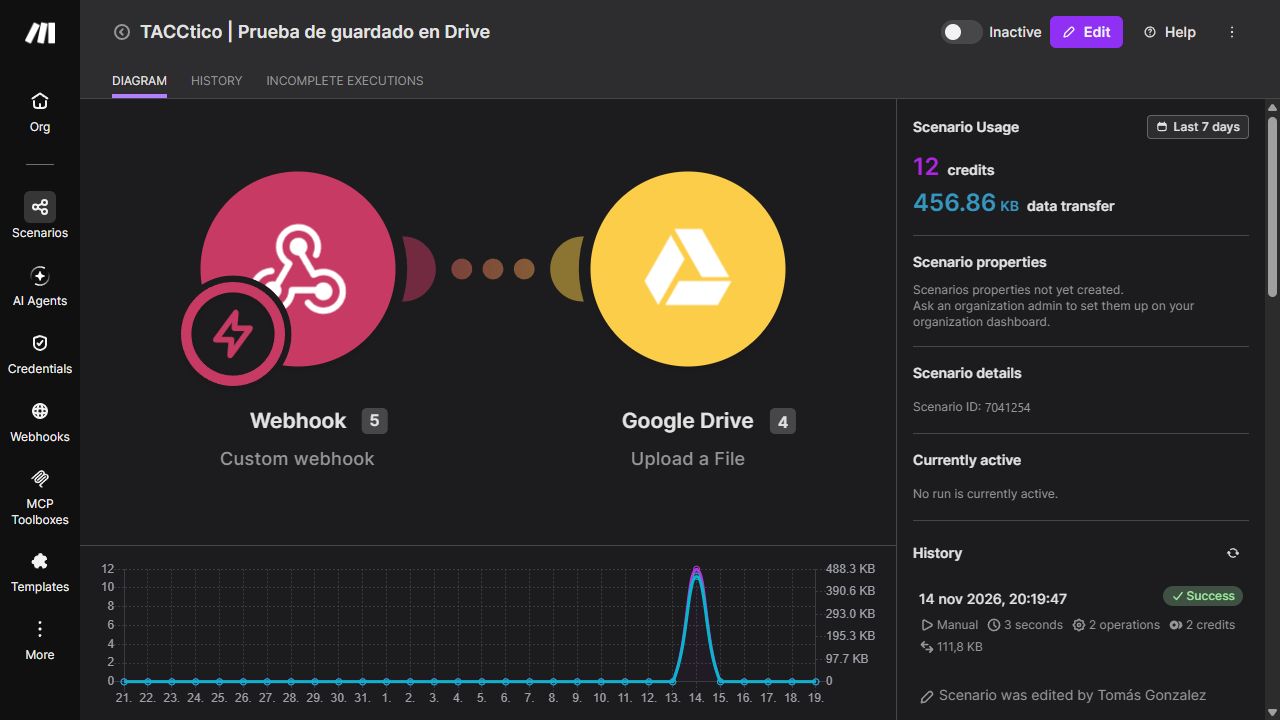 TACCtico | Prueba de guardado en Drive
Inactive
Edit
Help
DIAGRAM
HISTORY
INCOMPLETE EXECUTIONS
Org
Scenarios
AI Agents
Credentials
Webhooks
MCP
Toolboxes
Templates
More
Webhook 5
Custom webhook
Google Drive 4
Upload a File
12
10
8
6
4
2
0
488.3 KB
390.6 KB
293.0 KB
195.3 KB
97.7 KB
0
21. 22. 23. 24. 25. 26. 27. 28. 29. 30. 31. 1. 2. 3. 4. 5. 6. 7. 8. 9. 10. 11. 12. 13. 14. 15. 16. 17. 18. 19.
Scenario Usage
Last 7 days
12 credits
456.86 KB data transfer
Scenario properties
Scenarios properties not yet created.
Ask an organization admin to set them up on your
organization dashboard.
Scenario details
Scenario ID: 7041254
Currently active
No run is currently active.
History
14 nov 2026, 20:19:47
Success
Manual 3 seconds 2 operations 2 credits
111,8 KB
Scenario was edited by Tomás Gonzalez